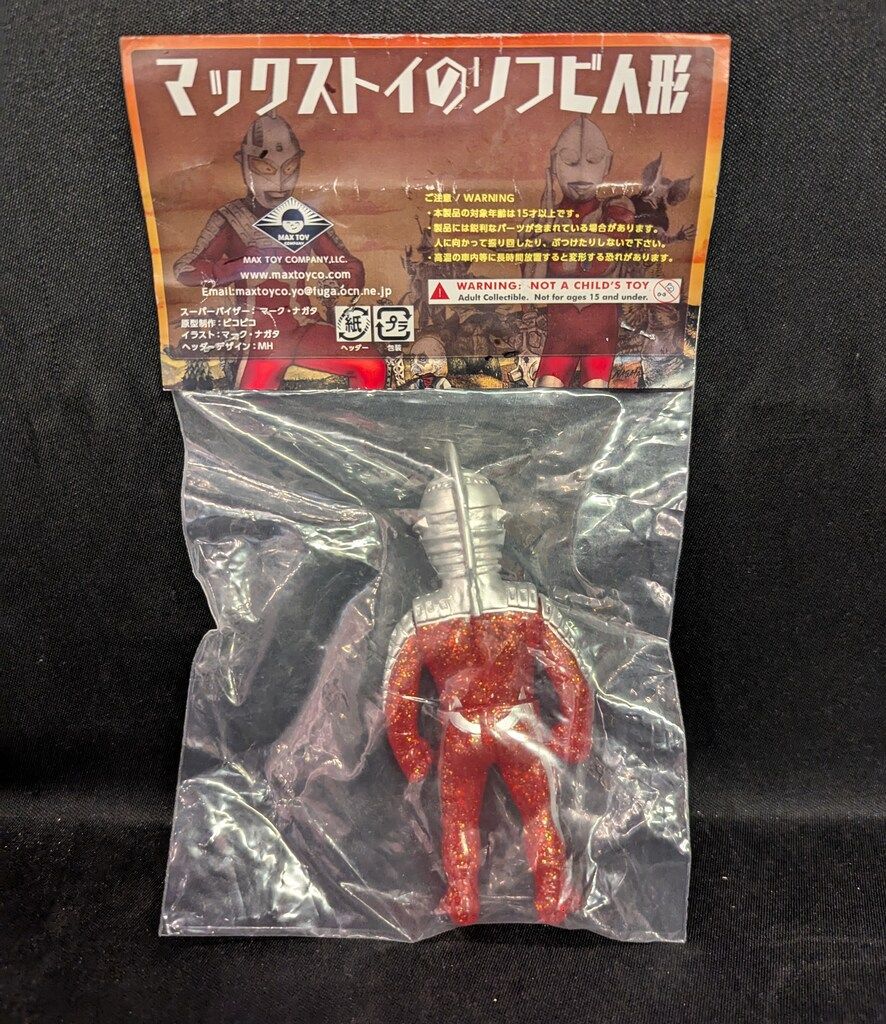 マックストイのソフビ人形
MAX TOY
COMPANY
MAX TOY COMPANY,LLC.
www.maxtoyco.com
Email:maxtoyco.yo@fuga.ocn.ne.jp
スーパーバイザー：マーク・ナガタ
原型制作：ピコピコ
イラスト：マーク・ナガタ
ヘッダーデザイン：MH
紙
ヘッダー
プラ
包装
ご注意 / WARNING
・本製品の対象年齢は15才以上です。
・製品には鋭利なパーツが含まれている場合があります。
人に向かって振り回したり、ぶつけたりしないで下さい。
・高温の車内等に長時間放置すると変形する恐れがあります。
WARNING: NOT A CHILD'S TOY
Adult Collectible. Not for ages 15 and under.